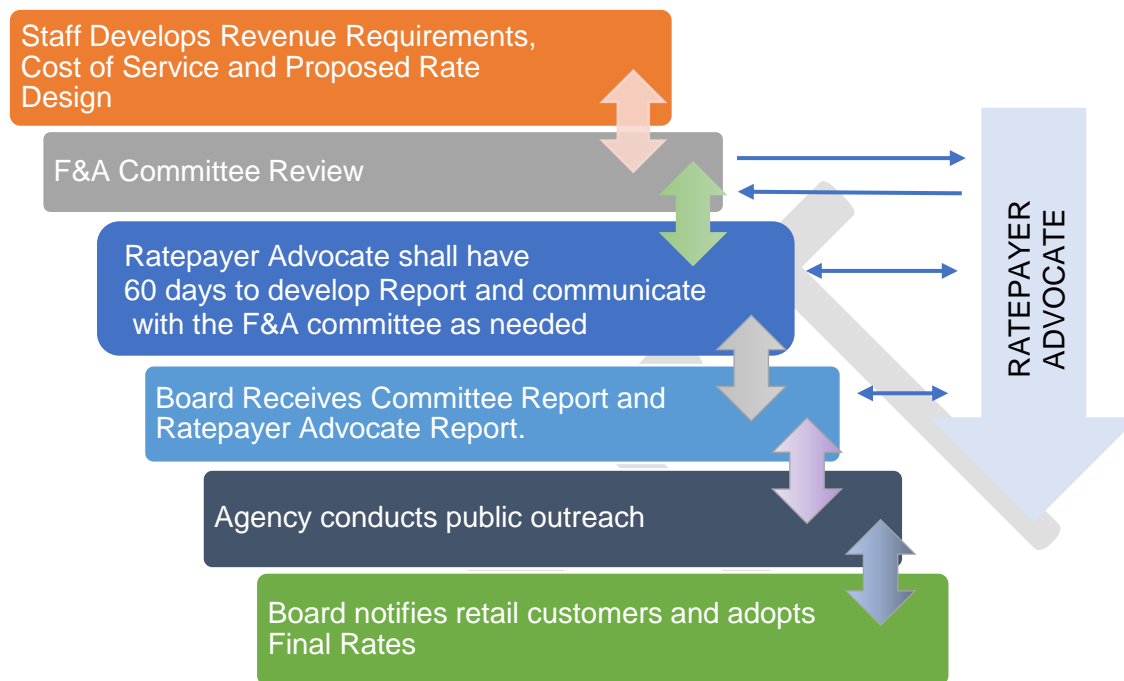 Staff Develops Revenue Requirements,
Cost of Service and Proposed Rate
Design
F&A Committee Review
Ratepayer Advocate shall have
60 days to develop Report and communicate
with the F&A committee as needed
Board Receives Committee Report and
Ratepayer Advocate Report.
Agency conducts public outreach
Board notifies retail customers and adopts
Final Rates
RATEPAYER
ADVOCATE